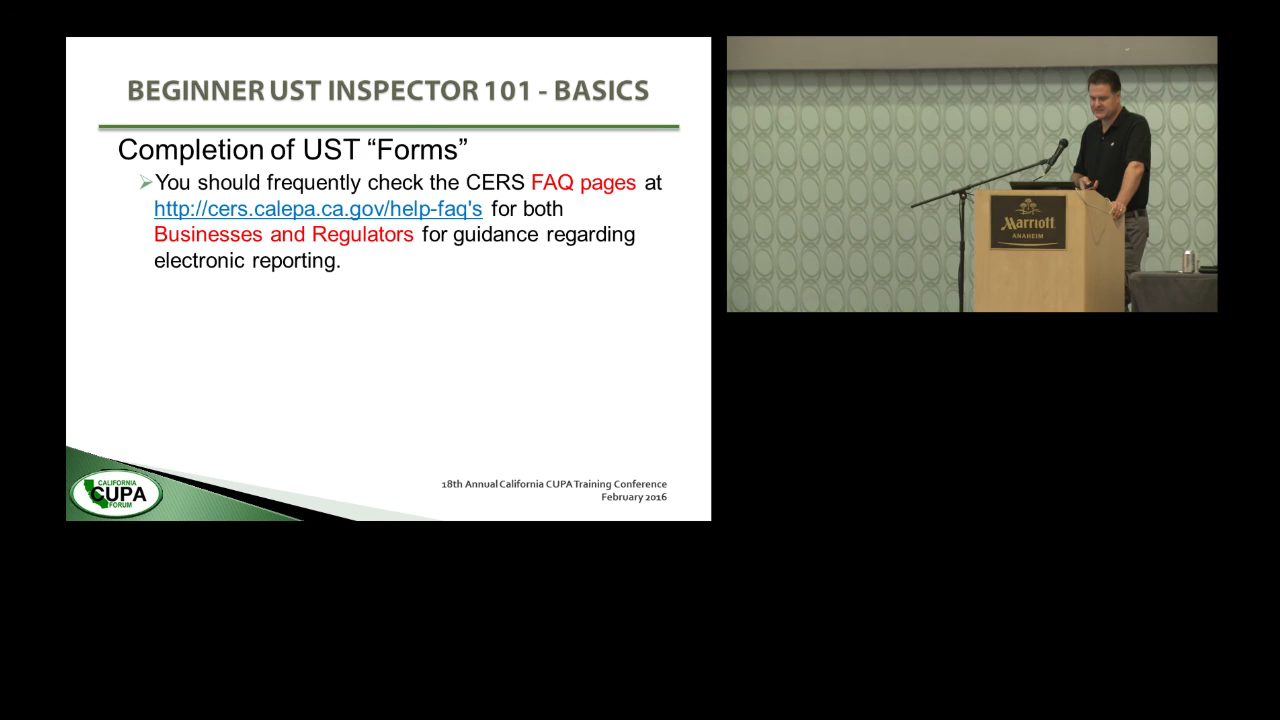 BEGINNER UST INSPECTOR 101 - BASICS
Completion of UST “Forms”
You should frequently check the CERS FAQ pages at
http://cers.calepa.ca.gov/help-faq's for both
Businesses and Regulators for guidance regarding
electronic reporting.
CALIFORNIA
CUPA
FORUM
18th Annual California CUPA Training Conference
February 2016
Marriott
ANAHEIM